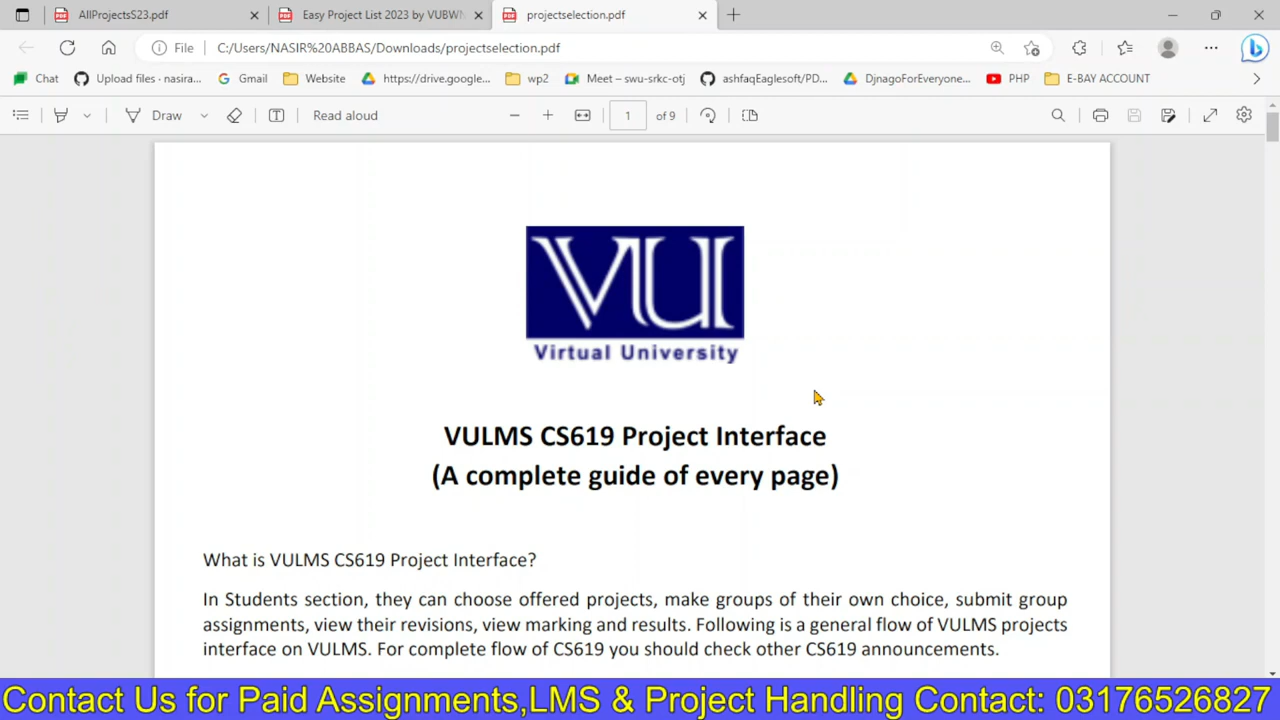 AllProjectsS23.pdf
Easy Project List 2023 by VUBWN
projectselection.pdf
File
C:/Users/NASIR%20ABBAS/Downloads/projectselection.pdf
Chat
Upload files · nasira...
Gmail
Website
https://drive.google...
wp2
Meet – swu-srkc-otj
ashfaqEaglesoft/PD...
DjnagoForEveryone...
PHP
E-BAY ACCOUNT
Draw
Read aloud
1
of 9
VU
Virtual University
VULMS CS619 Project Interface
(A complete guide of every page)
What is VULMS CS619 Project Interface?
In Students section, they can choose offered projects, make groups of their own choice, submit group
assignments, view their revisions, view marking and results. Following is a general flow of VULMS projects
interface on VULMS. For complete flow of CS619 you should check other CS619 announcements.
Contact Us for Paid Assignments,LMS & Project Handling Contact: 03176526827